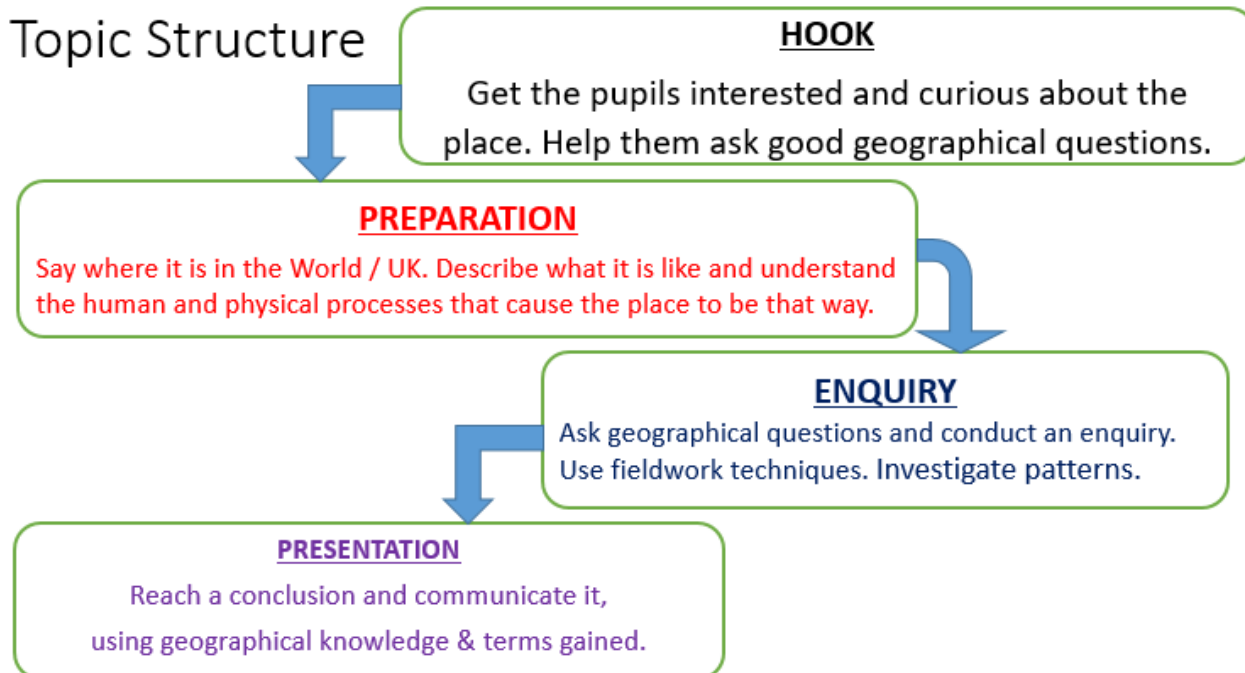 Topic Structure
HOOK
Get the pupils interested and curious about the
place. Help them ask good geographical questions.
PREPARATION
Say where it is in the World / UK. Describe what it is like and understand
the human and physical processes that cause the place to be that way.
ENQUIRY
Ask geographical questions and conduct an enquiry.
Use fieldwork techniques. Investigate patterns.
PRESENTATION
Reach a conclusion and communicate it,
using geographical knowledge & terms gained.